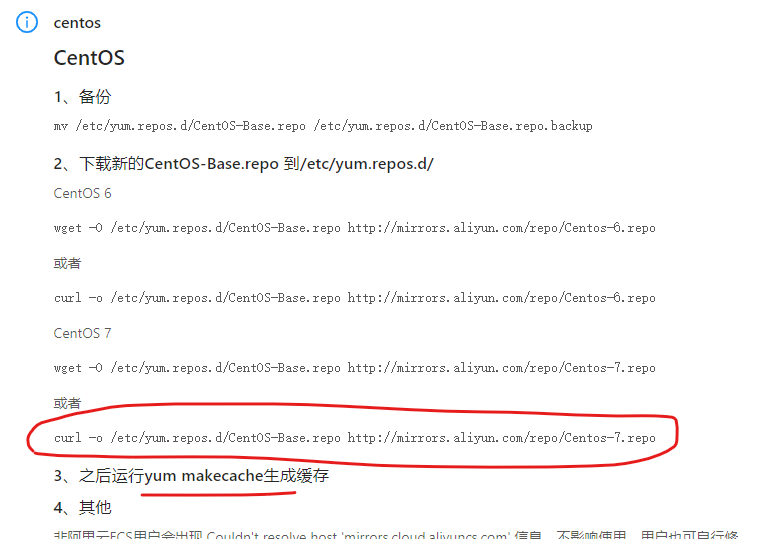 centos
CentOS
1、备份
mv /etc/yum.repos.d/CentOS-Base.repo /etc/yum.repos.d/CentOS-Base.repo.backup
2、下载新的CentOS-Base.repo 到/etc/yum.repos.d/
CentOS 6
wget -O /etc/yum.repos.d/CentOS-Base.repo http://mirrors.aliyun.com/repo/Centos-6.repo
或者
curl -o /etc/yum.repos.d/CentOS-Base.repo http://mirrors.aliyun.com/repo/Centos-6.repo
CentOS 7
wget -O /etc/yum.repos.d/CentOS-Base.repo http://mirrors.aliyun.com/repo/Centos-7.repo
或者
curl -o /etc/yum.repos.d/CentOS-Base.repo http://mirrors.aliyun.com/repo/Centos-7.repo
3、之后运行yum makecache生成缓存
4、其他
非阿里云ECS用户会出现 Couldn't resolve host 'mirrors.cloud.aliyuncs.com' 信息，不影响使用。用户也可自行修